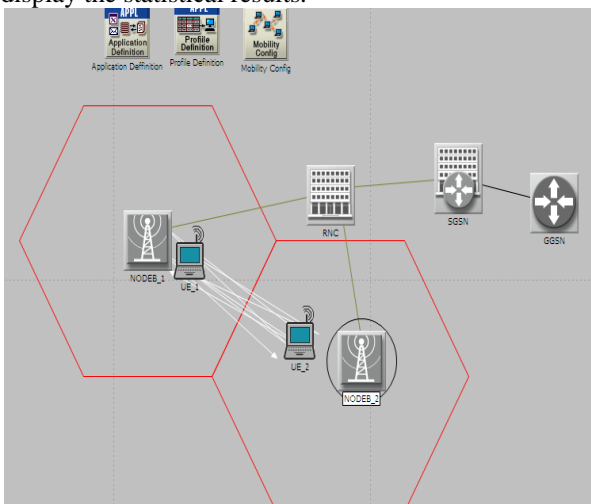 display the statistical results.
APPL
Application
Definition
Application Deffinition
APPL
Profile
Definition
Profile Definition
Mobility
Config
Mobility Config
RNC
SGSN
GGSN
NODEB_1
UE_1
UE_2
NODEB_2